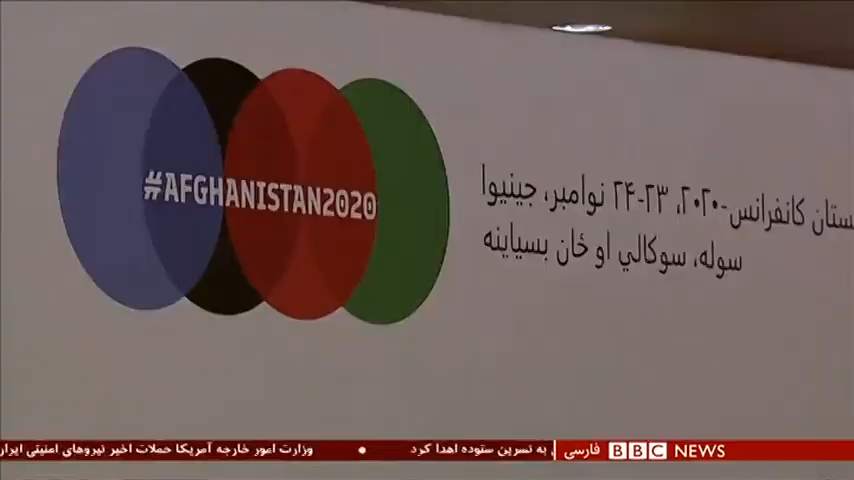 #AFGHANISTAN2020
ستان کانفرانس-۲۰۲۰، ۲۳-۲۴ نوامبر، جینیوا
سوله، سوکالي او ځان بسیاینه
BBC NEWS فارسی
به نسرین ستوده اهدا کرد • وزارت امور خارجه آمریکا حملات اخیر نیروهای امنیتی ایران